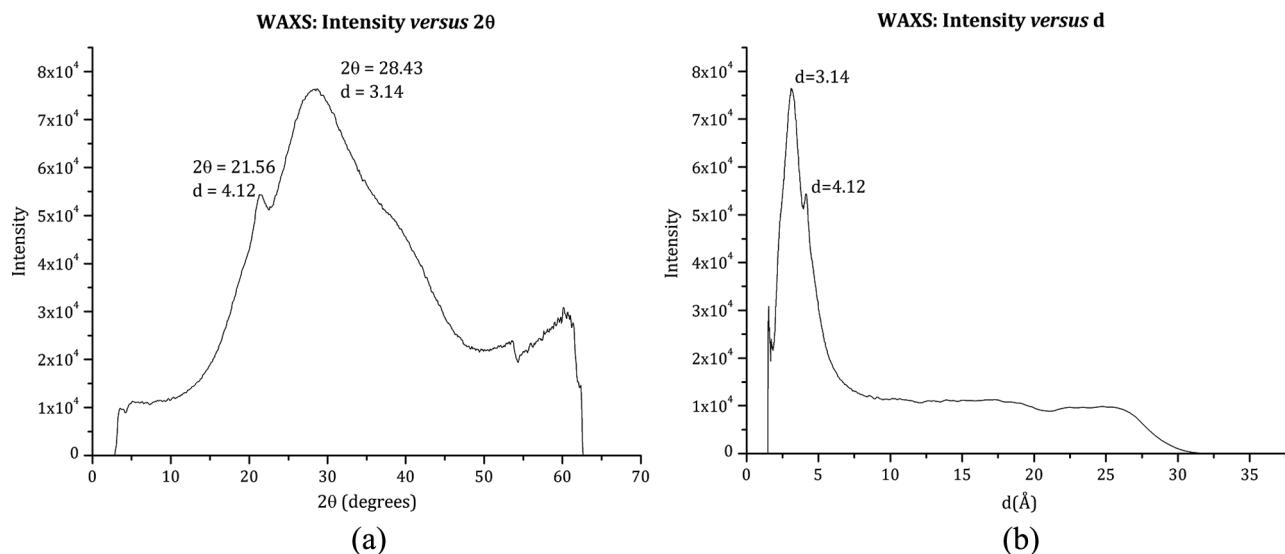 WAXS: Intensity versus 2θ
8x10⁴
7x10⁴
6x10⁴
5x10⁴
4x10⁴
3x10⁴
2x10⁴
1x10⁴
0
Intensity
2θ = 28.43
d = 3.14
2θ = 21.56
d = 4.12
0 10 20 30 40 50 60 70
2θ (degrees)
(a)
WAXS: Intensity versus d
8x10⁴
7x10⁴
6x10⁴
5x10⁴
4x10⁴
3x10⁴
2x10⁴
1x10⁴
0
Intensity
d=3.14
d=4.12
0 5 10 15 20 25 30 35
d(Å)
(b)